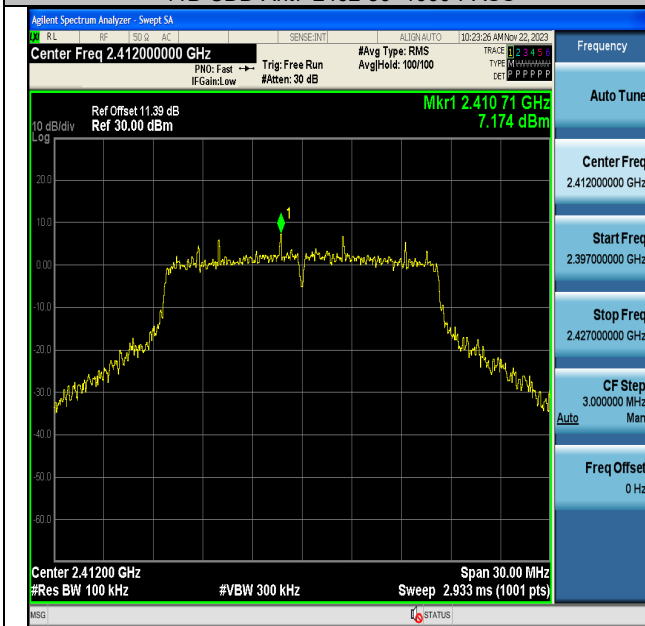 Agilent Spectrum Analyzer - Swept SA
LXI RL RF 50 Ω AC SENSE:INT ALIGN AUTO 10:23:26 AM Nov 22, 2023
Center Freq 2.412000000 GHz
PNO: Fast
IFGain:Low
Trig: Free Run
#Atten: 30 dB
#Avg Type: RMS
Avg|Hold: 100/100
TRACE 1 2 3 4 5 6
TYPE M
DET P P P P P
Mkr1 2.410 71 GHz
7.174 dBm
Ref Offset 11.39 dB
10 dB/div Ref 30.00 dBm
Log
20.0
10.0
0.00
-10.0
-20.0
-30.0
-40.0
-50.0
-60.0
1
Center 2.41200 GHz
#Res BW 100 kHz
#VBW 300 kHz
Span 30.00 MHz
Sweep 2.933 ms (1001 pts)
MSG
STATUS
Frequency
Auto Tune
Center Freq
2.412000000 GHz
Start Freq
2.397000000 GHz
Stop Freq
2.427000000 GHz
CF Step
3.000000 MHz
Auto Man
Freq Offset
0 Hz